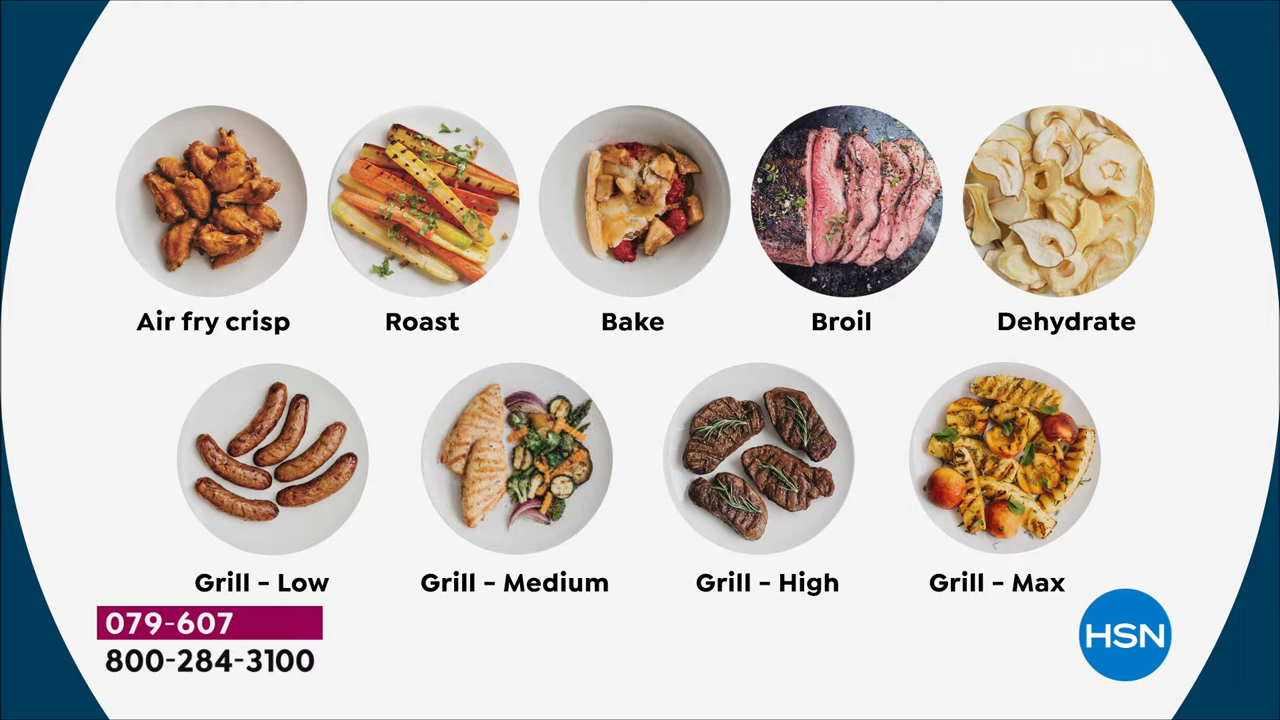 Air fry crisp
Roast
Bake
Broil
Dehydrate
Grill - Low
Grill - Medium
Grill - High
Grill - Max
079-607
800-284-3100
HSN